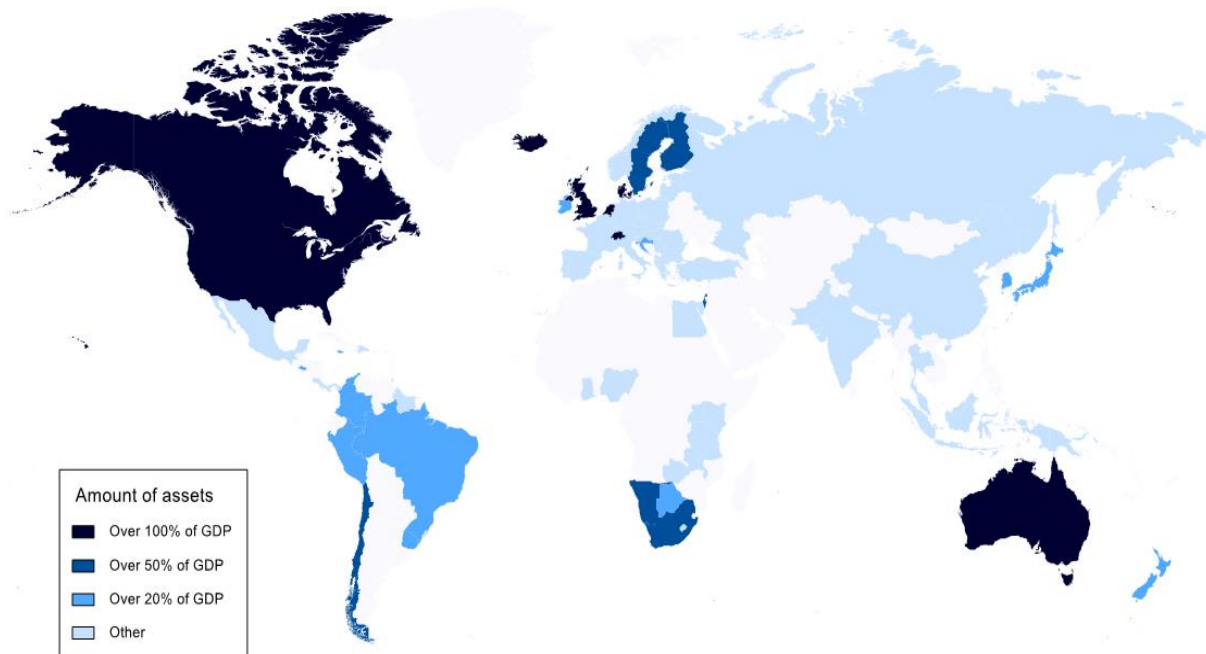 Amount of assets
Over 100% of GDP
Over 50% of GDP
Over 20% of GDP
Other